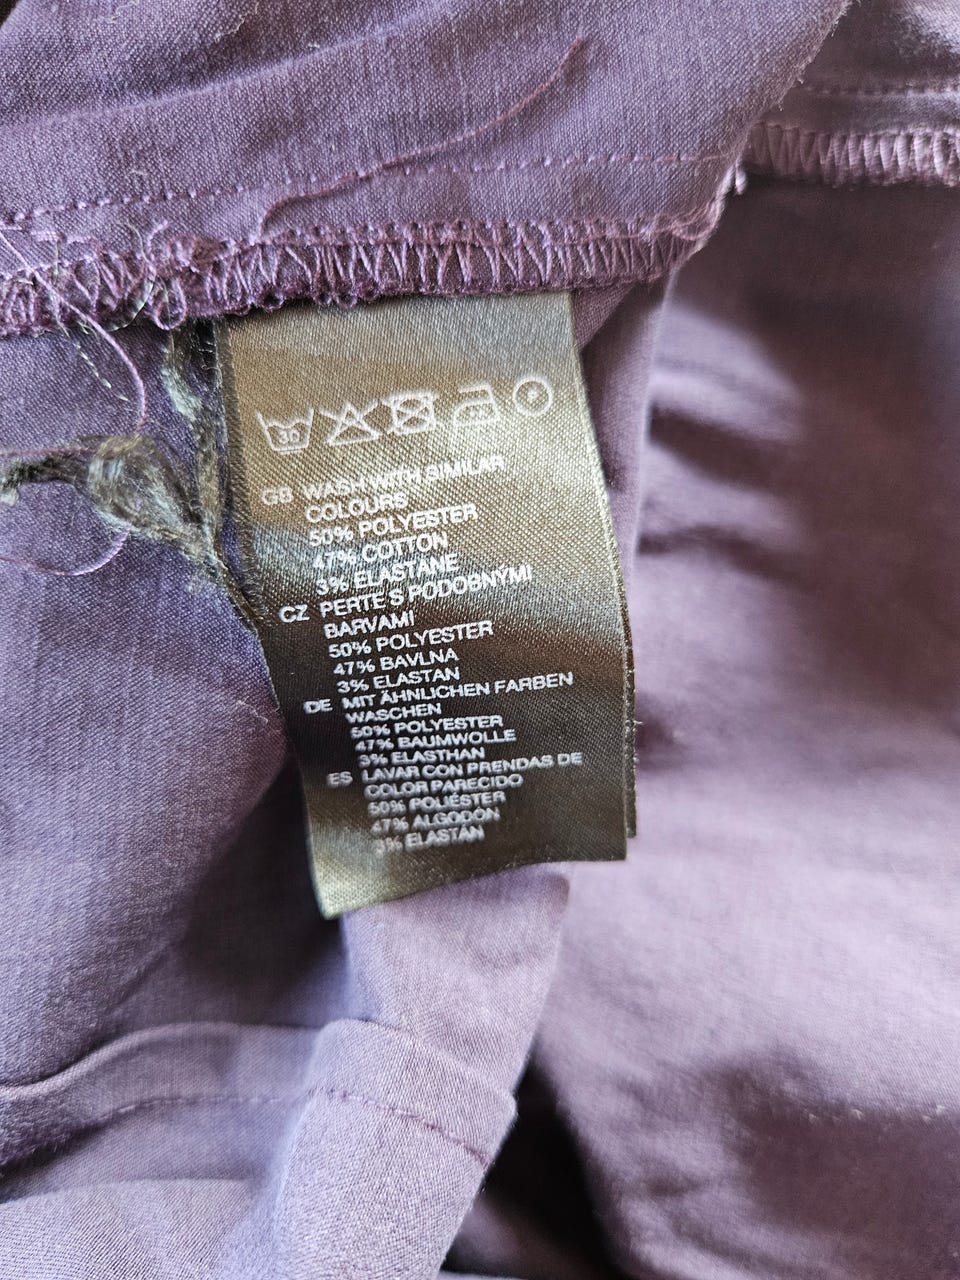 30
GB WASH WITH SIMILAR
COLOURS
50% POLYESTER
47% COTTON
3% ELASTANE
CZ PERTE S PODOBNÝMI
BARVAMI
50% POLYESTER
47% BAVLNA
3% ELASTAN
DE MIT ÄHNLICHEN FARBEN
WASCHEN
50% POLYESTER
47% BAUMWOLLE
3% ELASTHAN
ES LAVAR CON PRENDAS DE
COLOR PARECIDO
50% POLIÉSTER
47% ALGODÓN
3% ELASTÁN